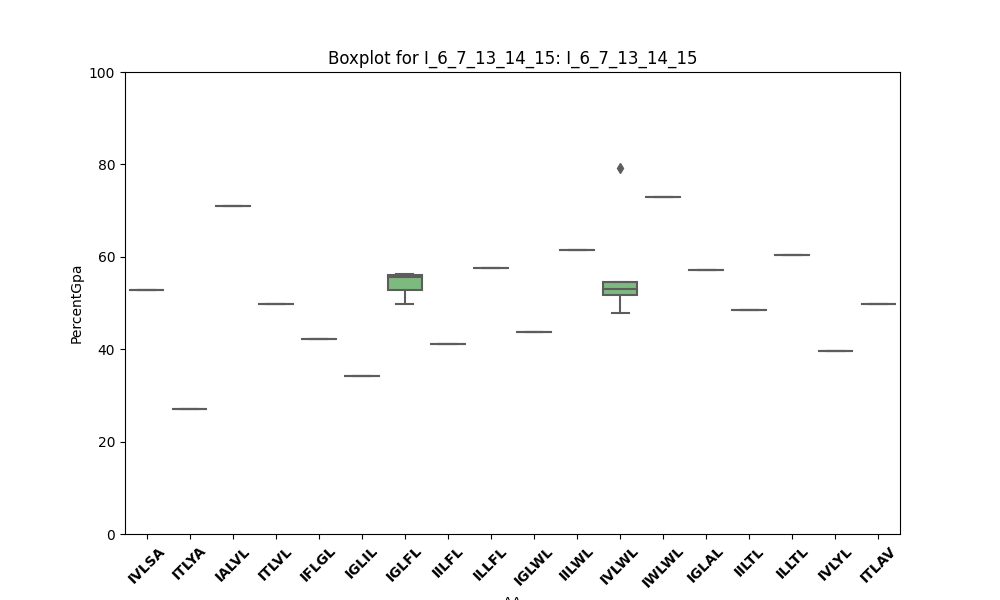 Boxplot for I_6_7_13_14_15: I_6_7_13_14_15
PercentGpa
100
80
60
40
20
0
IVLSA
ITLYA
IALVL
ITLVL
IFLGL
IGLIL
IGLFL
IILFL
ILLFL
IGLWL
IILWL
IVLWL
IWLWL
IGLAL
IILTL
ILLTL
IVLYL
ITLAV